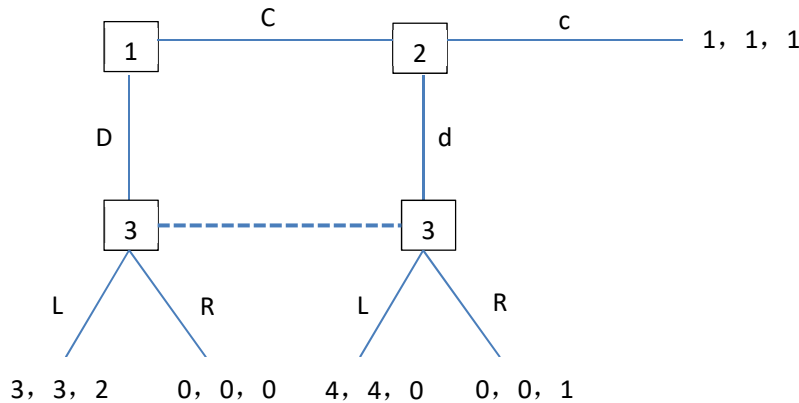 C
c
1
2
1, 1, 1
D
d
3
3
L
R
L
R
3, 3, 2
0, 0, 0
4, 4, 0
0, 0, 1